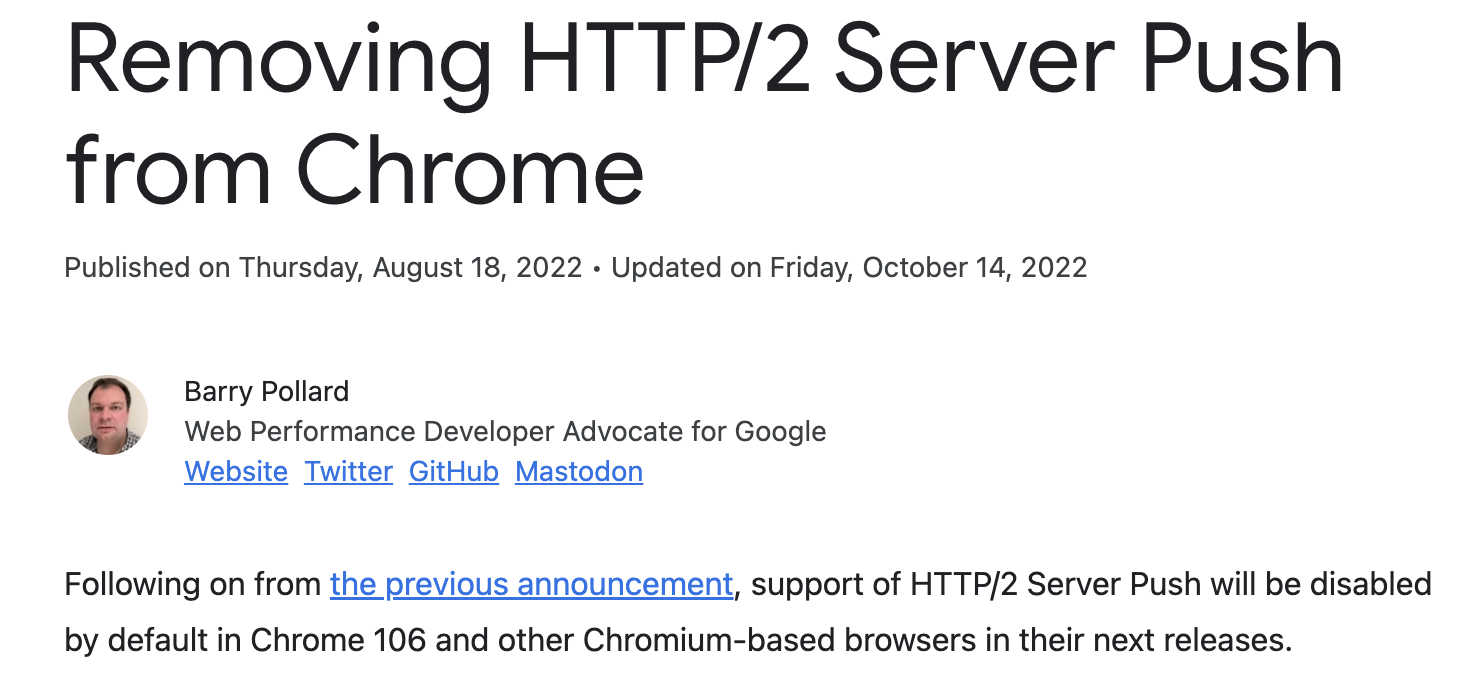 Removing HTTP/2 Server Push
from Chrome
Published on Thursday, August 18, 2022 • Updated on Friday, October 14, 2022
Barry Pollard
Web Performance Developer Advocate for Google
Website Twitter GitHub Mastodon
Following on from the previous announcement, support of HTTP/2 Server Push will be disabled
by default in Chrome 106 and other Chromium-based browsers in their next releases.